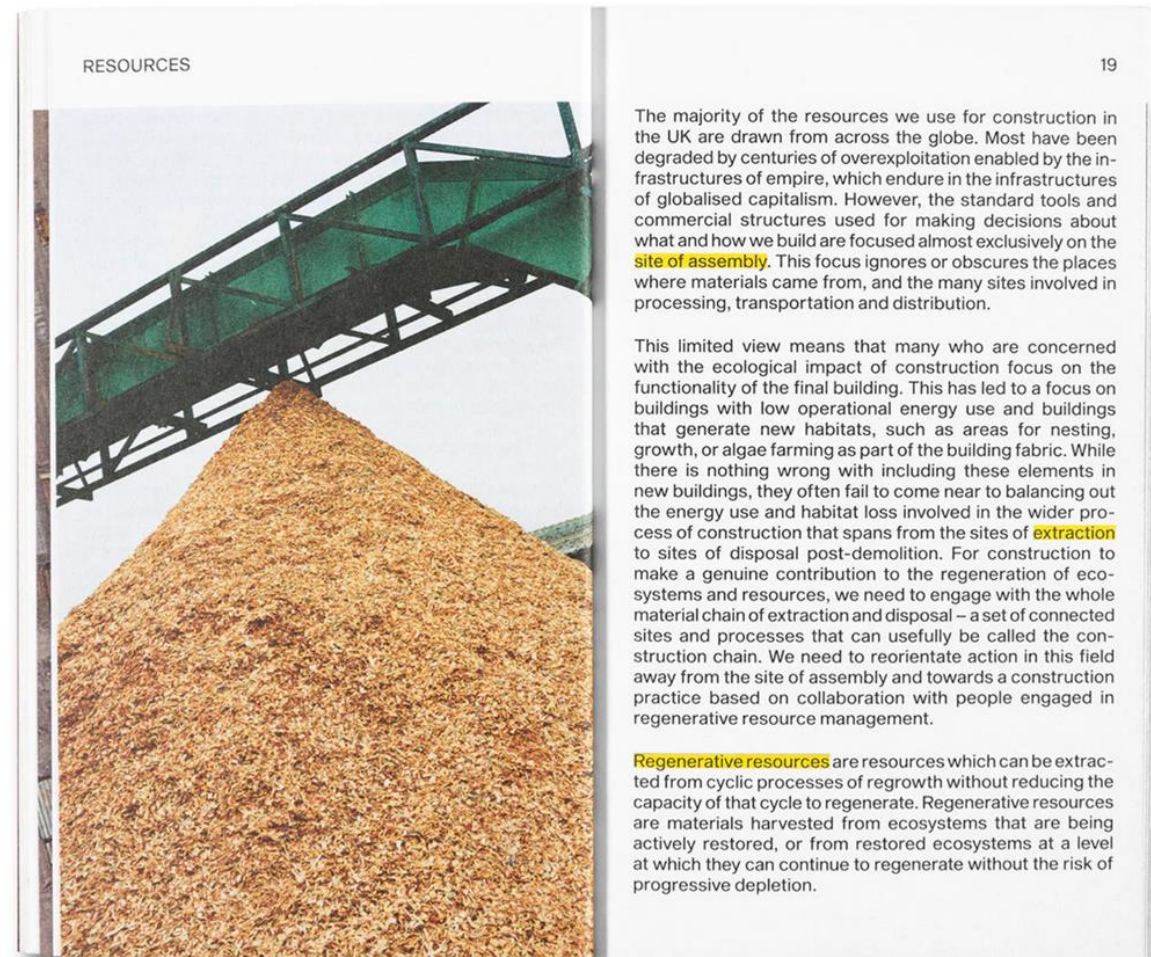 RESOURCES
19
The majority of the resources we use for construction in
the UK are drawn from across the globe. Most have been
degraded by centuries of overexploitation enabled by the in-
frastructures of empire, which endure in the infrastructures
of globalised capitalism. However, the standard tools and
commercial structures used for making decisions about
what and how we build are focused almost exclusively on the
site of assembly. This focus ignores or obscures the places
where materials came from, and the many sites involved in
processing, transportation and distribution.
This limited view means that many who are concerned
with the ecological impact of construction focus on the
functionality of the final building. This has led to a focus on
buildings with low operational energy use and buildings
that generate new habitats, such as areas for nesting,
growth, or algae farming as part of the building fabric. While
there is nothing wrong with including these elements in
new buildings, they often fail to come near to balancing out
the energy use and habitat loss involved in the wider pro-
cess of construction that spans from the sites of extraction
to sites of disposal post-demolition. For construction to
make a genuine contribution to the regeneration of eco-
systems and resources, we need to engage with the whole
material chain of extraction and disposal – a set of connected
sites and processes that can usefully be called the con-
struction chain. We need to reorientate action in this field
away from the site of assembly and towards a construction
practice based on collaboration with people engaged in
regenerative resource management.
Regenerative resources are resources which can be extrac-
ted from cyclic processes of regrowth without reducing the
capacity of that cycle to regenerate. Regenerative resources
are materials harvested from ecosystems that are being
actively restored, or from restored ecosystems at a level
at which they can continue to regenerate without the risk of
progressive depletion.